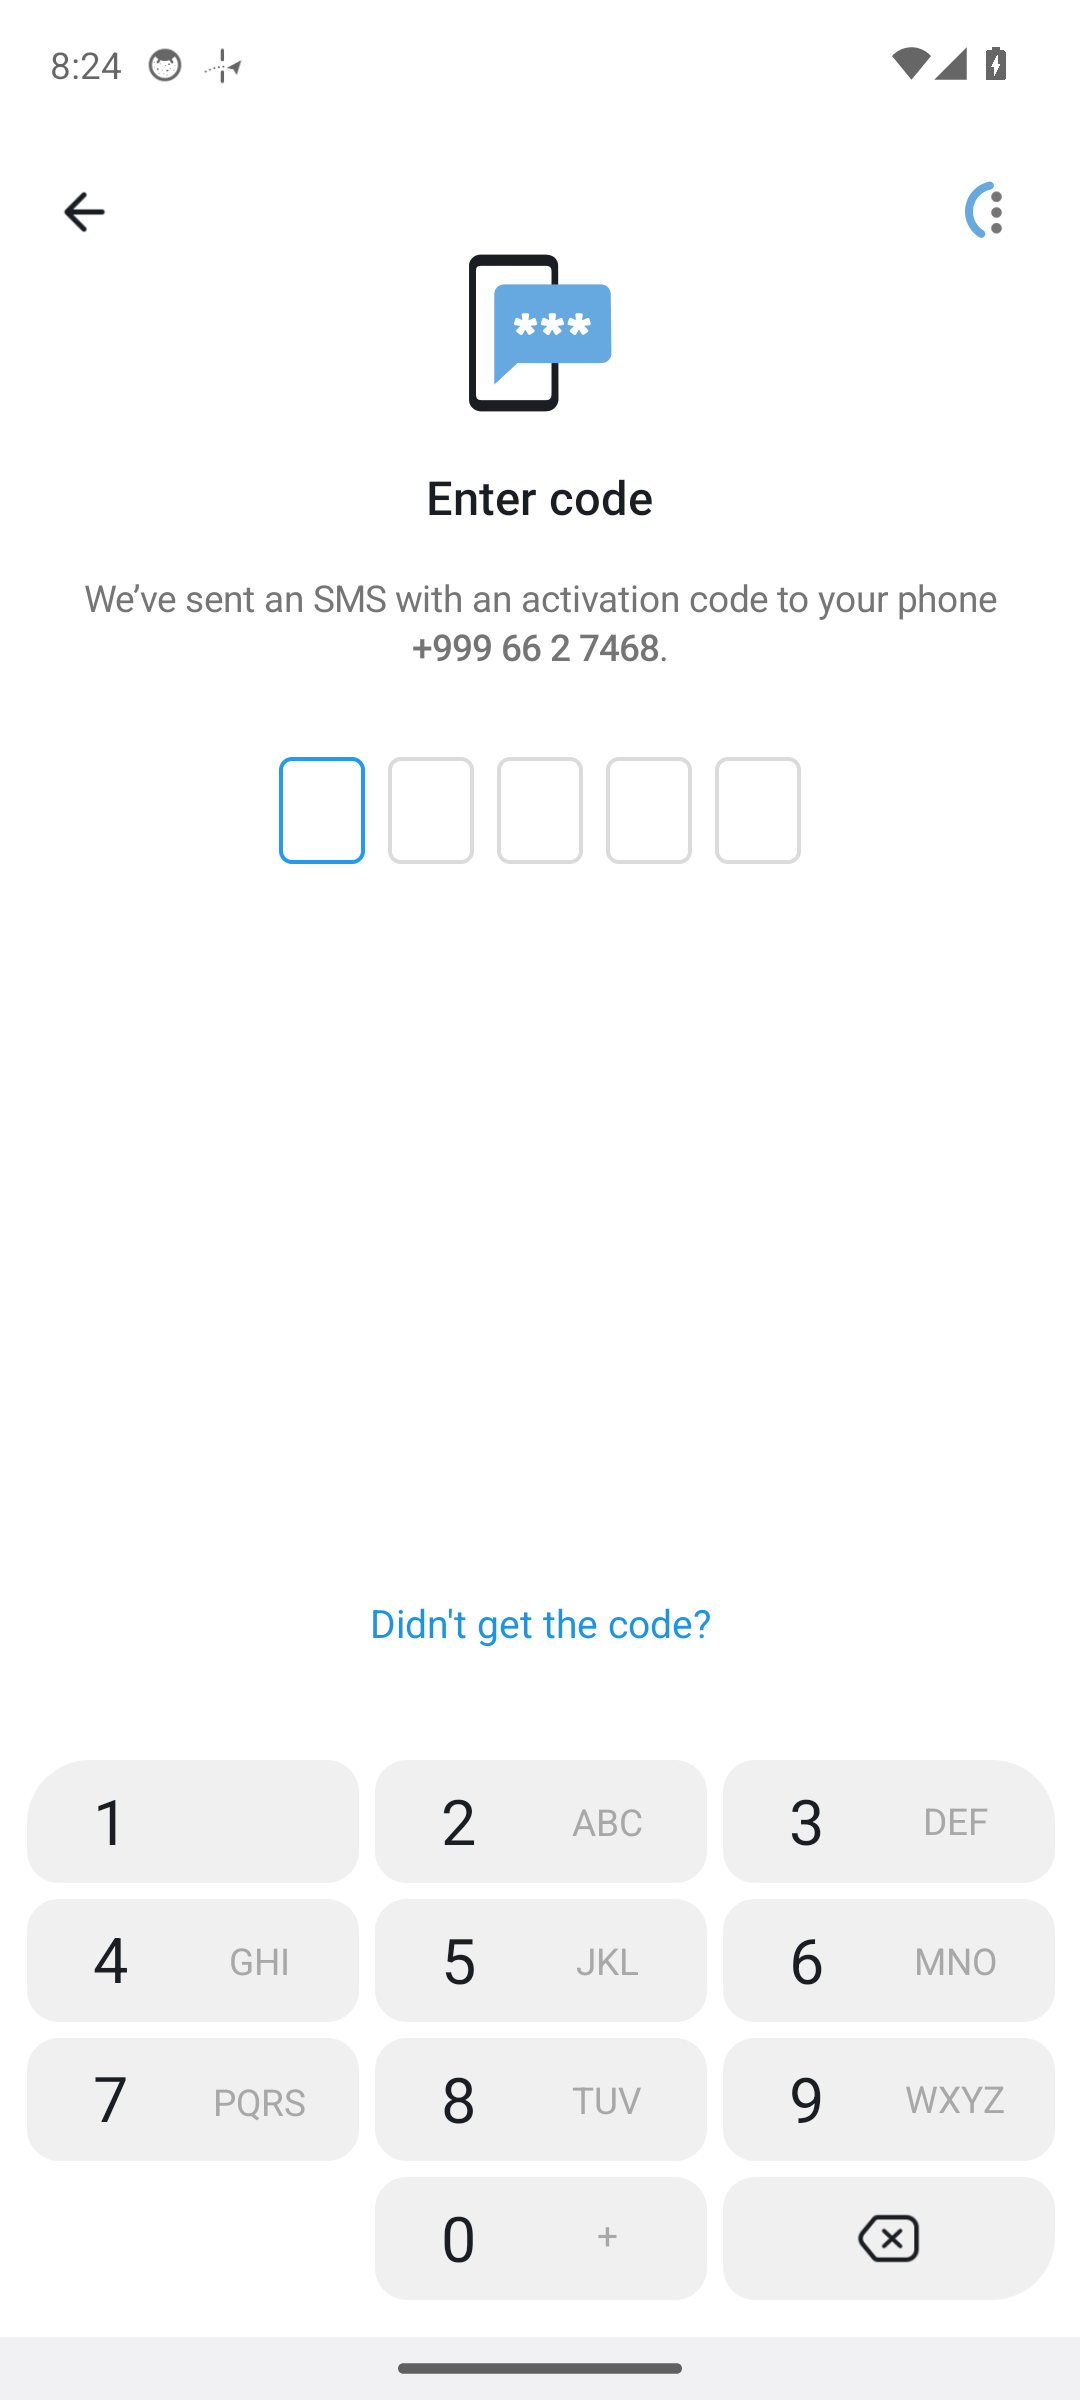 8:24
***
Enter code
We’ve sent an SMS with an activation code to your phone
+999 66 2 7468.
Didn't get the code?
1
2 ABC
3 DEF
4 GHI
5 JKL
6 MNO
7 PQRS
8 TUV
9 WXYZ
0 +